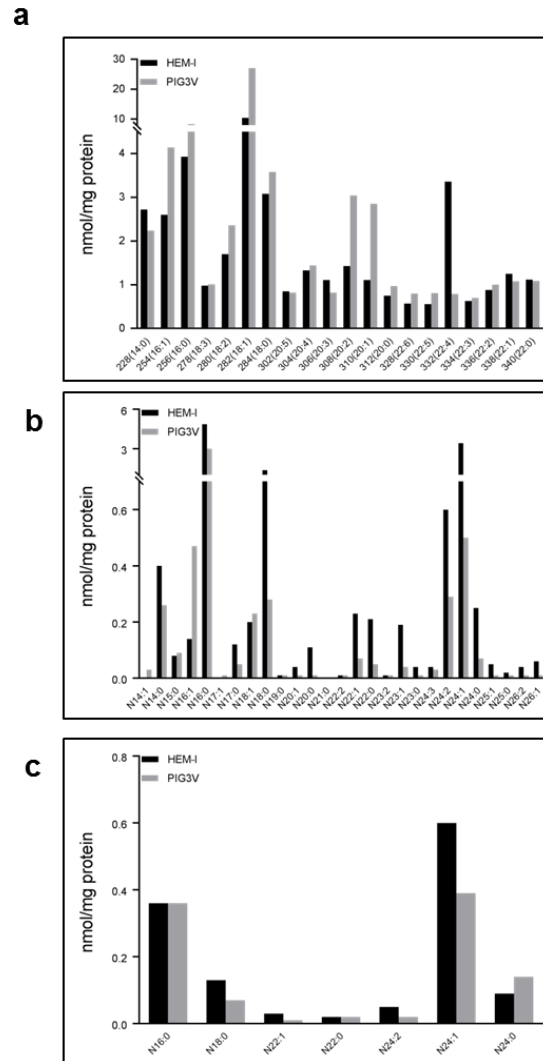 a
30
20
10
4
3
2
1
0
nmol/mg protein
HEM-I
PIG3V
228(14:0)
254(16:1)
256(16:0)
278(18:3)
280(18:2)
282(18:1)
284(18:0)
302(20:5)
304(20:4)
306(20:3)
308(20:2)
310(20:1)
312(20:0)
328(22:6)
330(22:5)
332(22:4)
334(22:3)
336(22:2)
338(22:1)
340(22:0)
b
6
3
0.6
0.4
0.2
0.0
nmol/mg protein
HEM-I
PIG3V
N14:1
N14:0
N15:0
N16:1
N16:0
N17:1
N17:0
N18:1
N18:0
N19:0
N20:1
N20:0
N21:0
N22:2
N22:1
N22:0
N23:2
N23:1
N23:0
N24:3
N24:2
N24:1
N24:0
N25:1
N25:0
N26:2
N26:1
c
0.8
0.6
0.4
0.2
0.0
nmol/mg protein
HEM-I
PIG3V
N16:0
N18:0
N22:1
N22:0
N24:2
N24:1
N24:0